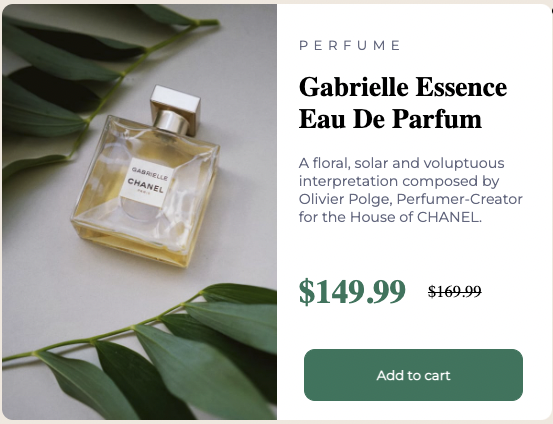 GABRIELLE
CHANEL
PARIS
PERFUME
Gabrielle Essence
Eau De Parfum
A floral, solar and voluptuous
interpretation composed by
Olivier Polge, Perfumer-Creator
for the House of CHANEL.
$149.99 $169.99
Add to cart